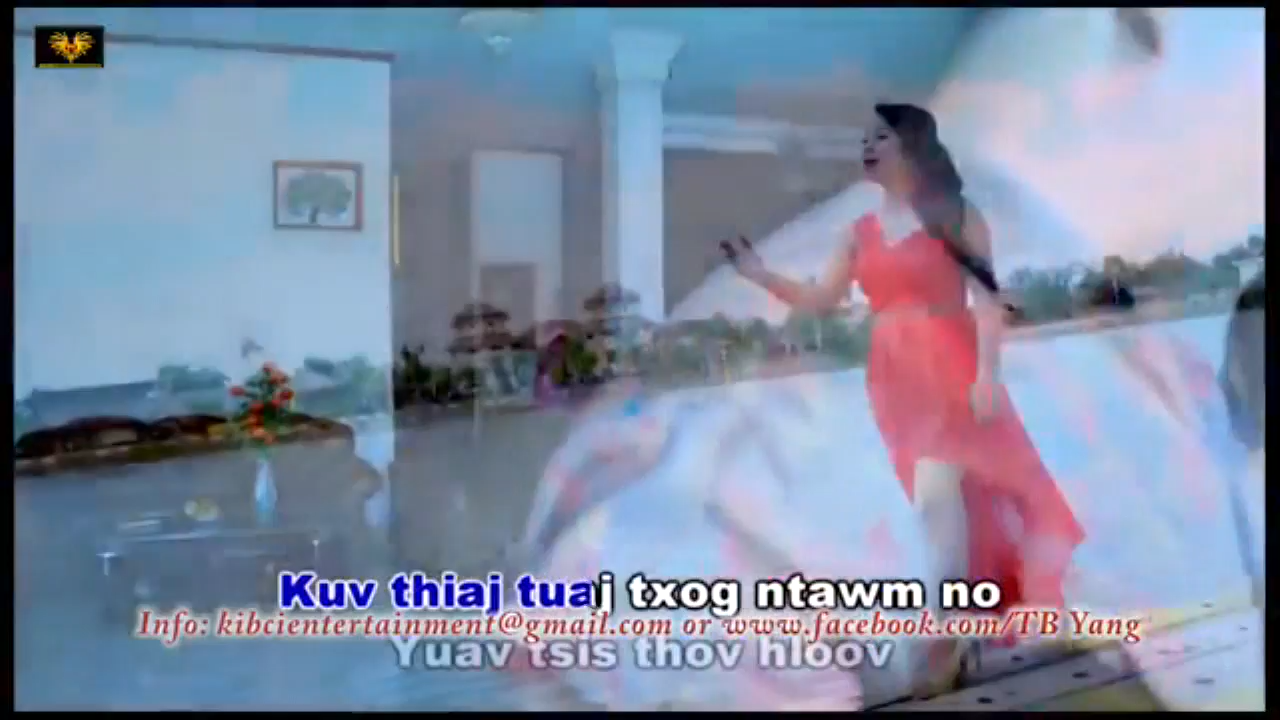 Kuv thiaj tuaj txog ntawm no
Info: kibcientertainment@gmail.com or www.facebook.com/TB Yang
Yuav tsis thov hloov